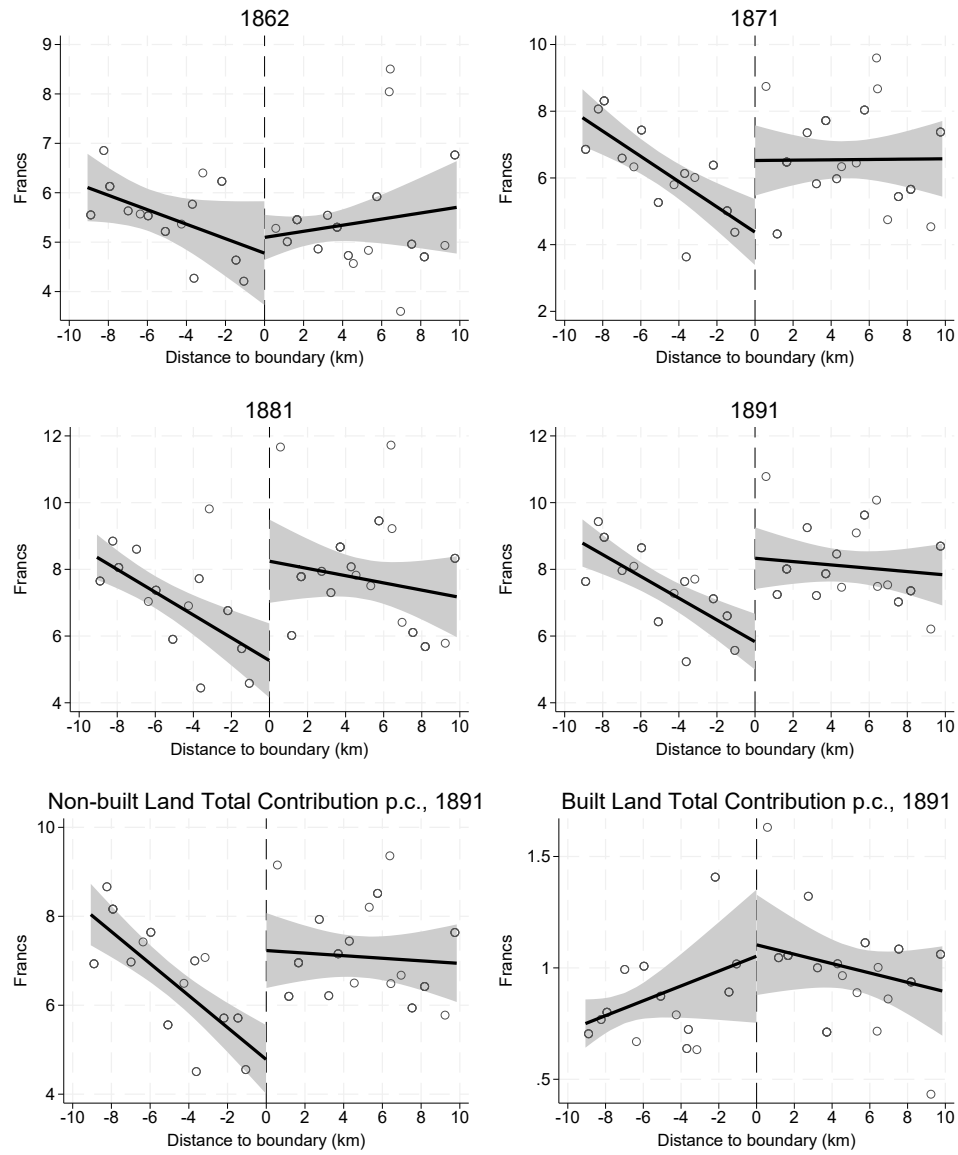 1862
Francs
9
8
7
6
5
4
-10 -8 -6 -4 -2 0 2 4 6 8 10
Distance to boundary (km)
1871
Francs
10
8
6
4
2
-10 -8 -6 -4 -2 0 2 4 6 8 10
Distance to boundary (km)
1881
Francs
12
10
8
6
4
-10 -8 -6 -4 -2 0 2 4 6 8 10
Distance to boundary (km)
1891
Francs
12
10
8
6
4
-10 -8 -6 -4 -2 0 2 4 6 8 10
Distance to boundary (km)
Non-built Land Total Contribution p.c., 1891
Francs
10
8
6
4
-10 -8 -6 -4 -2 0 2 4 6 8 10
Distance to boundary (km)
Built Land Total Contribution p.c., 1891
Francs
1.5
1
.5
-10 -8 -6 -4 -2 0 2 4 6 8 10
Distance to boundary (km)